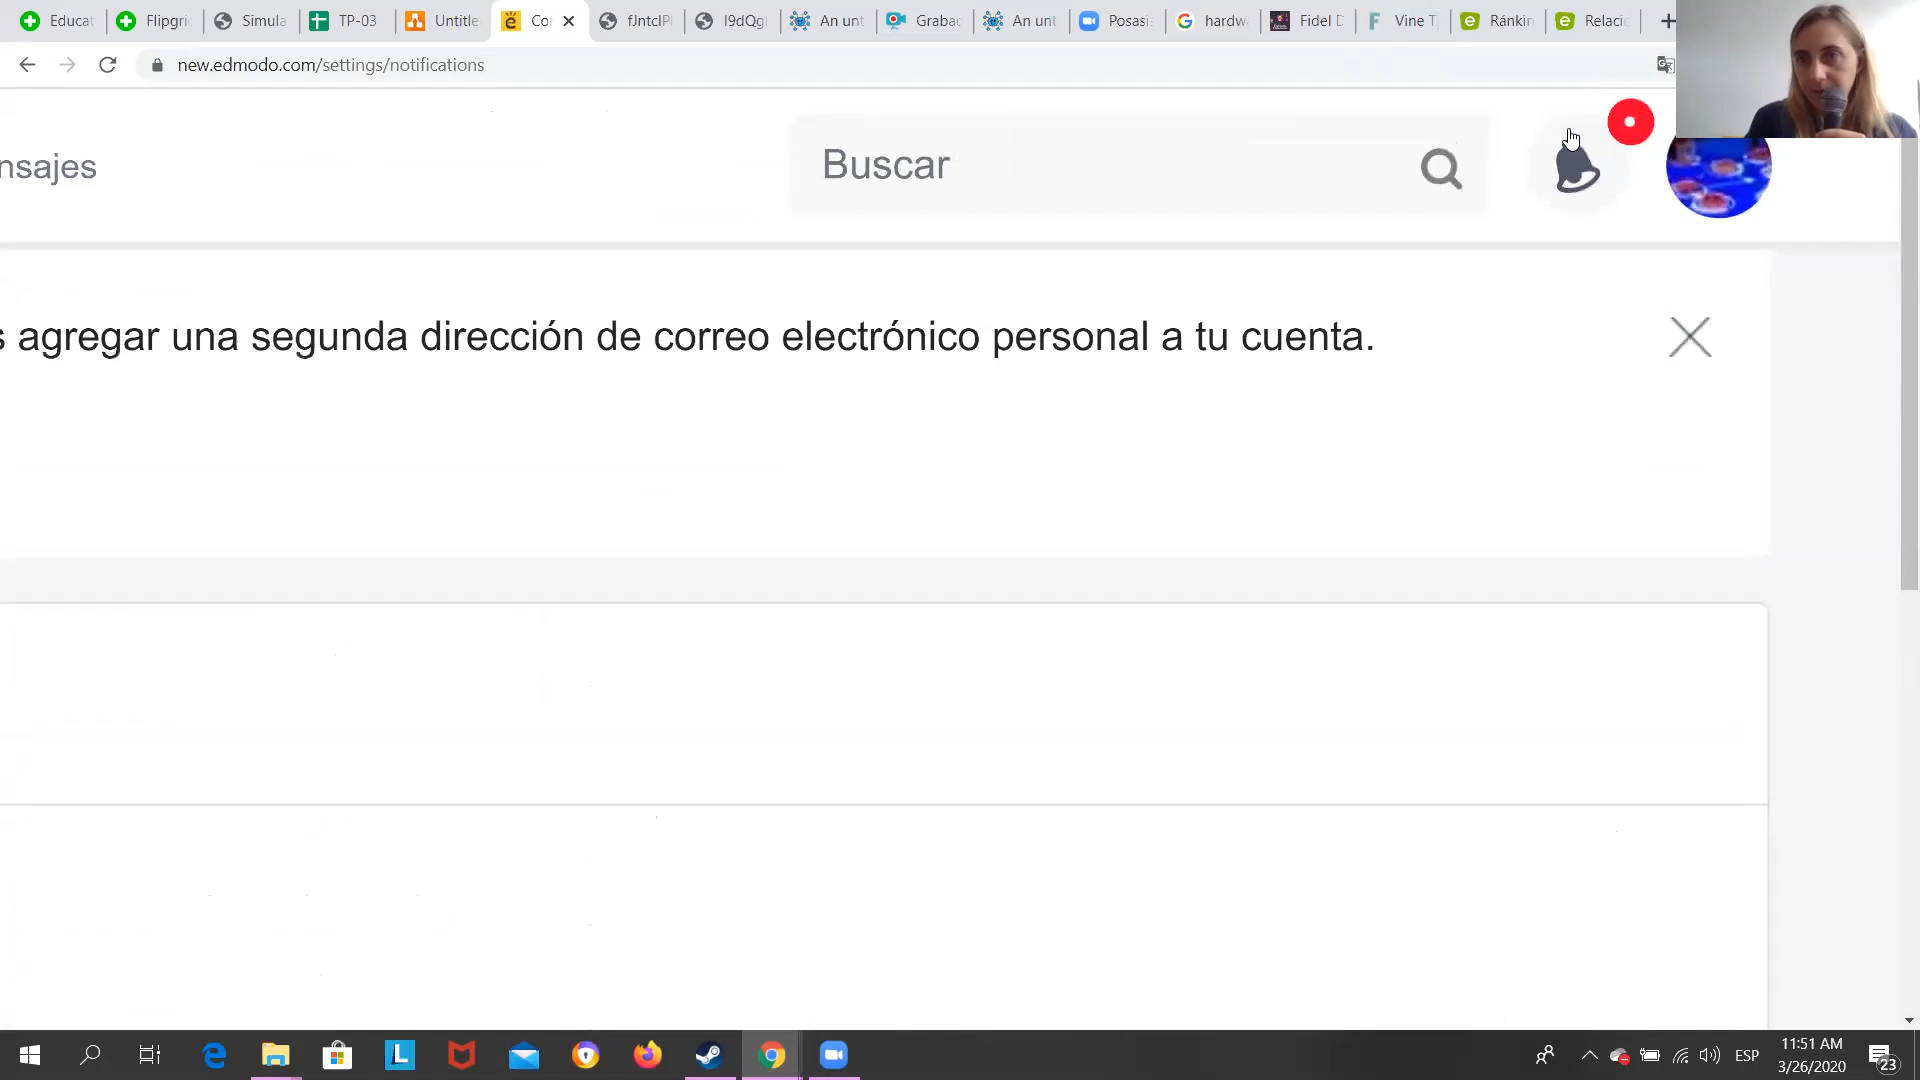 Educat
Flipgri
Simula
TP-03
Untitle
Co
fJntclP
l9dQg
An unt
Grabac
An unt
Posasi
hardw
Fidel D
Vine T
Ránkin
Relaci
new.edmodo.com/settings/notifications
nsajes
Buscar
s agregar una segunda dirección de correo electrónico personal a tu cuenta.
ESP
11:51 AM
3/26/2020
23